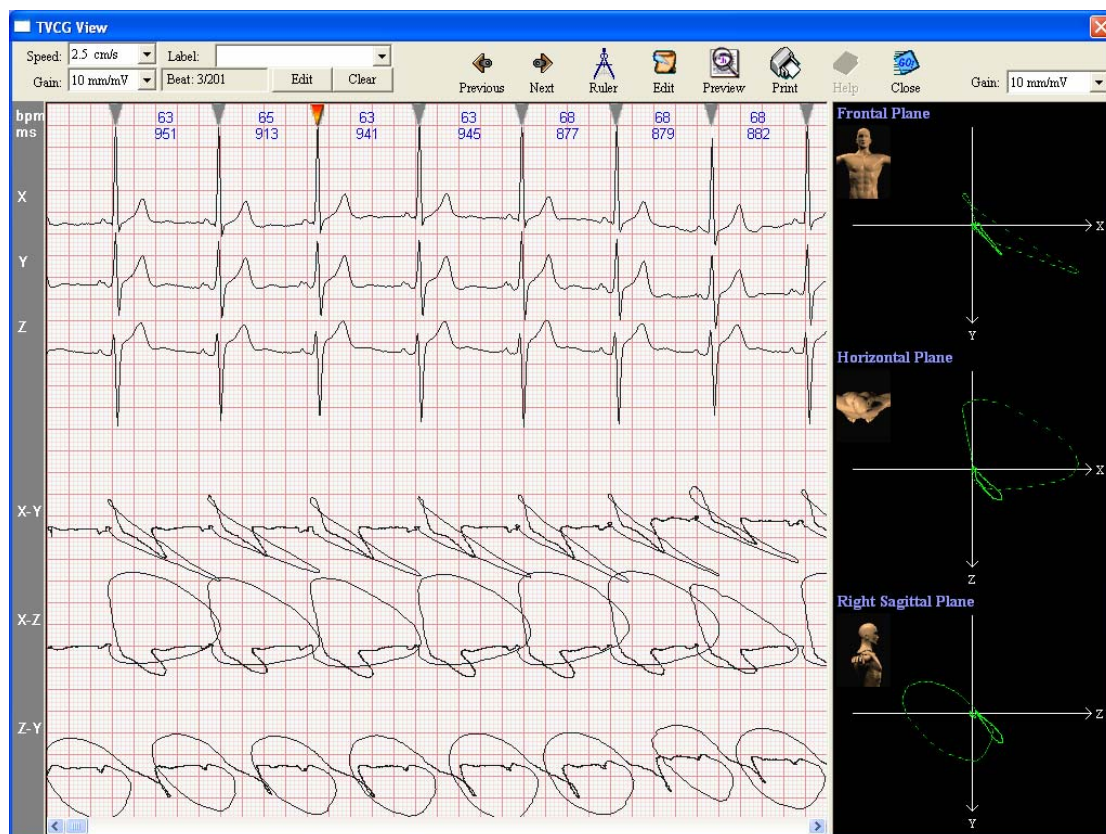 TVCG View
Speed: 2.5 cm/s Label:
Gain: 10 mm/mV Beat: 3/201 Edit Clear
Previous Next Ruler Edit Preview Print Help Close
Gain: 10 mm/mV
bpm 63 65 63 63 68 68 68
ms 951 913 941 945 877 879 882
X
Y
Z
X-Y
X-Z
Z-Y
Frontal Plane
X
Y
Horizontal Plane
X
Z
Right Sagittal Plane
Z
Y